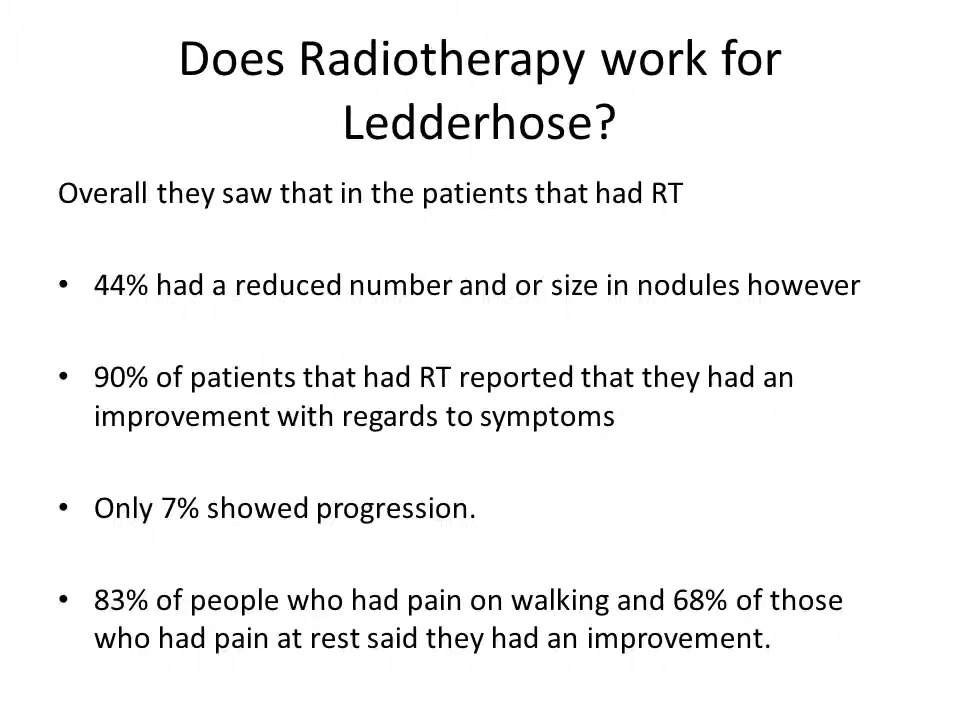 Does Radiotherapy work for
Ledderhose?
Overall they saw that in the patients that had RT
• 44% had a reduced number and or size in nodules however
• 90% of patients that had RT reported that they had an
improvement with regards to symptoms
• Only 7% showed progression.
• 83% of people who had pain on walking and 68% of those
who had pain at rest said they had an improvement.